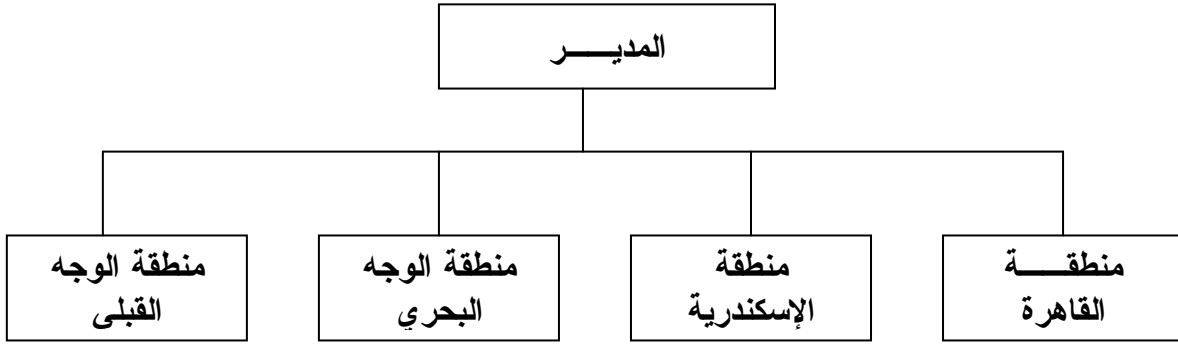 المديـــــر
منطقـــــة
القاهرة
منطقة
الإسكندرية
منطقة الوجه
البحري
منطقة الوجه
القبلى